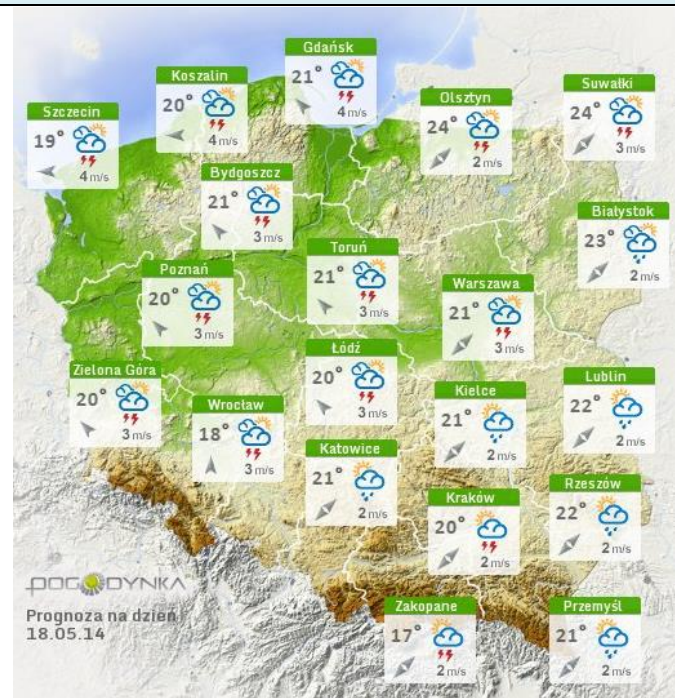 Gdańsk
21°
4 m/s
Koszalin
20°
4 m/s
Suwałki
24°
3 m/s
Olsztyn
24°
2 m/s
Szczecin
19°
4 m/s
Bydgoszcz
21°
3 m/s
Białystok
23°
2 m/s
Toruń
21°
3 m/s
Poznań
20°
3 m/s
Warszawa
21°
3 m/s
Łódź
20°
3 m/s
Zielona Góra
20°
3 m/s
Lublin
22°
2 m/s
Kielce
21°
2 m/s
Wrocław
18°
3 m/s
Katowice
21°
2 m/s
Rzeszów
22°
2 m/s
Kraków
20°
2 m/s
POGODYNKA
Prognoza na dzień
18.05.14
Zakopane
17°
2 m/s
Przemyśl
21°
2 m/s